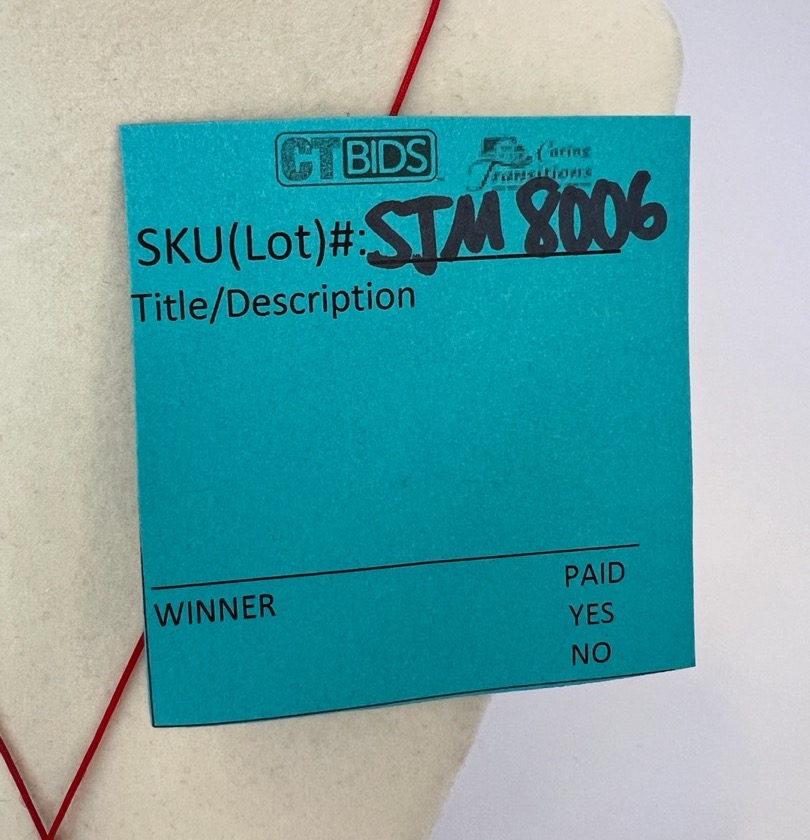 CTBIDS
Caring
Transitions
SKU(Lot)#: STM 8006
Title/Description
WINNER
PAID
YES
NO